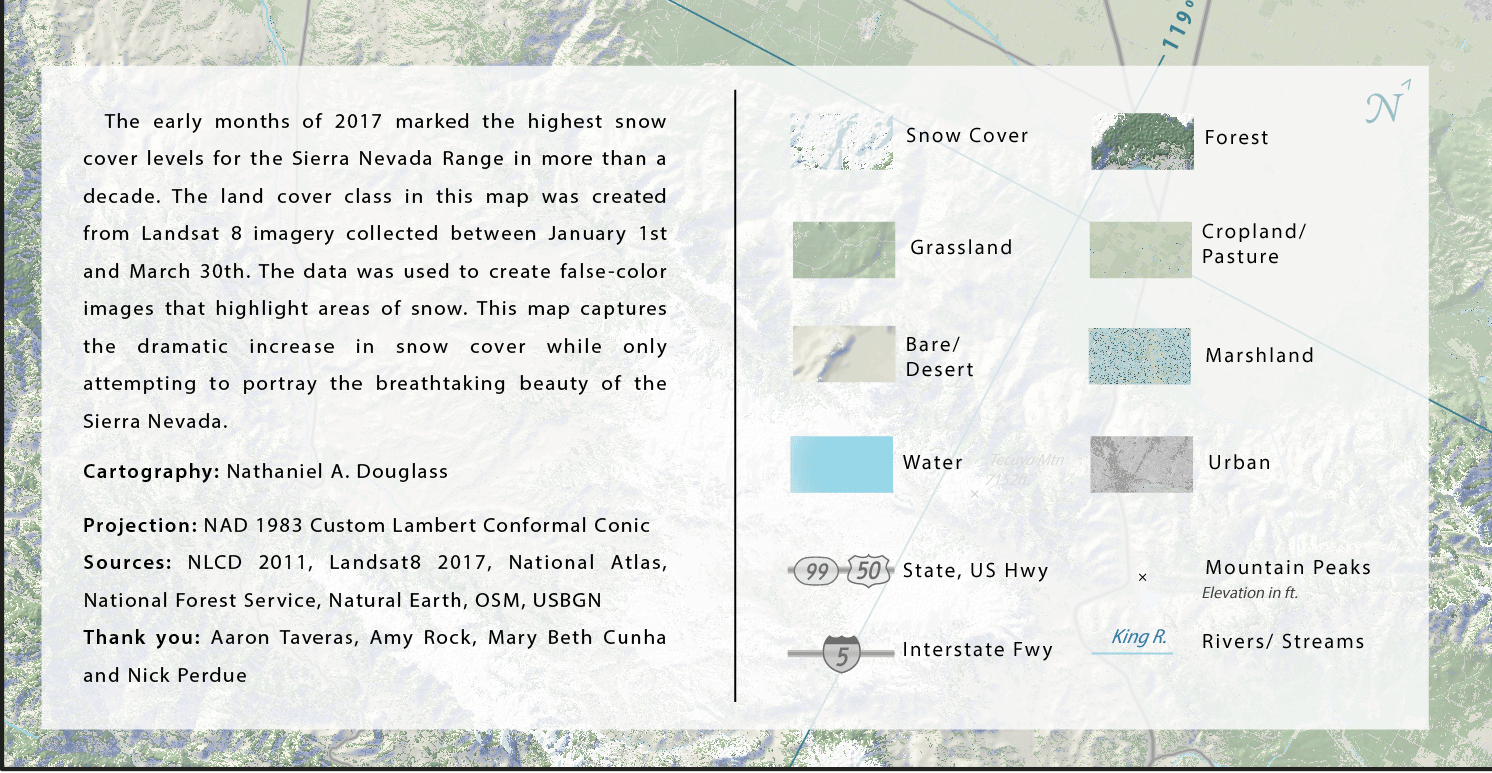 119°
The early months of 2017 marked the highest snow
cover levels for the Sierra Nevada Range in more than a
decade. The land cover class in this map was created
from Landsat 8 imagery collected between January 1st
and March 30th. The data was used to create false-color
images that highlight areas of snow. This map captures
the dramatic increase in snow cover while only
attempting to portray the breathtaking beauty of the
Sierra Nevada.
Cartography: Nathaniel A. Douglass
Projection: NAD 1983 Custom Lambert Conformal Conic
Sources: NLCD 2011, Landsat8 2017, National Atlas,
National Forest Service, Natural Earth, OSM, USBGN
Thank you: Aaron Taveras, Amy Rock, Mary Beth Cunha
and Nick Perdue
N
Snow Cover
Forest
Grassland
Cropland/
Pasture
Bare/
Desert
Marshland
Water
Tecuya Mtn
7152ft.
Urban
99 50 State, US Hwy
× Mountain Peaks
Elevation in ft.
5 Interstate Fwy
King R. Rivers/ Streams